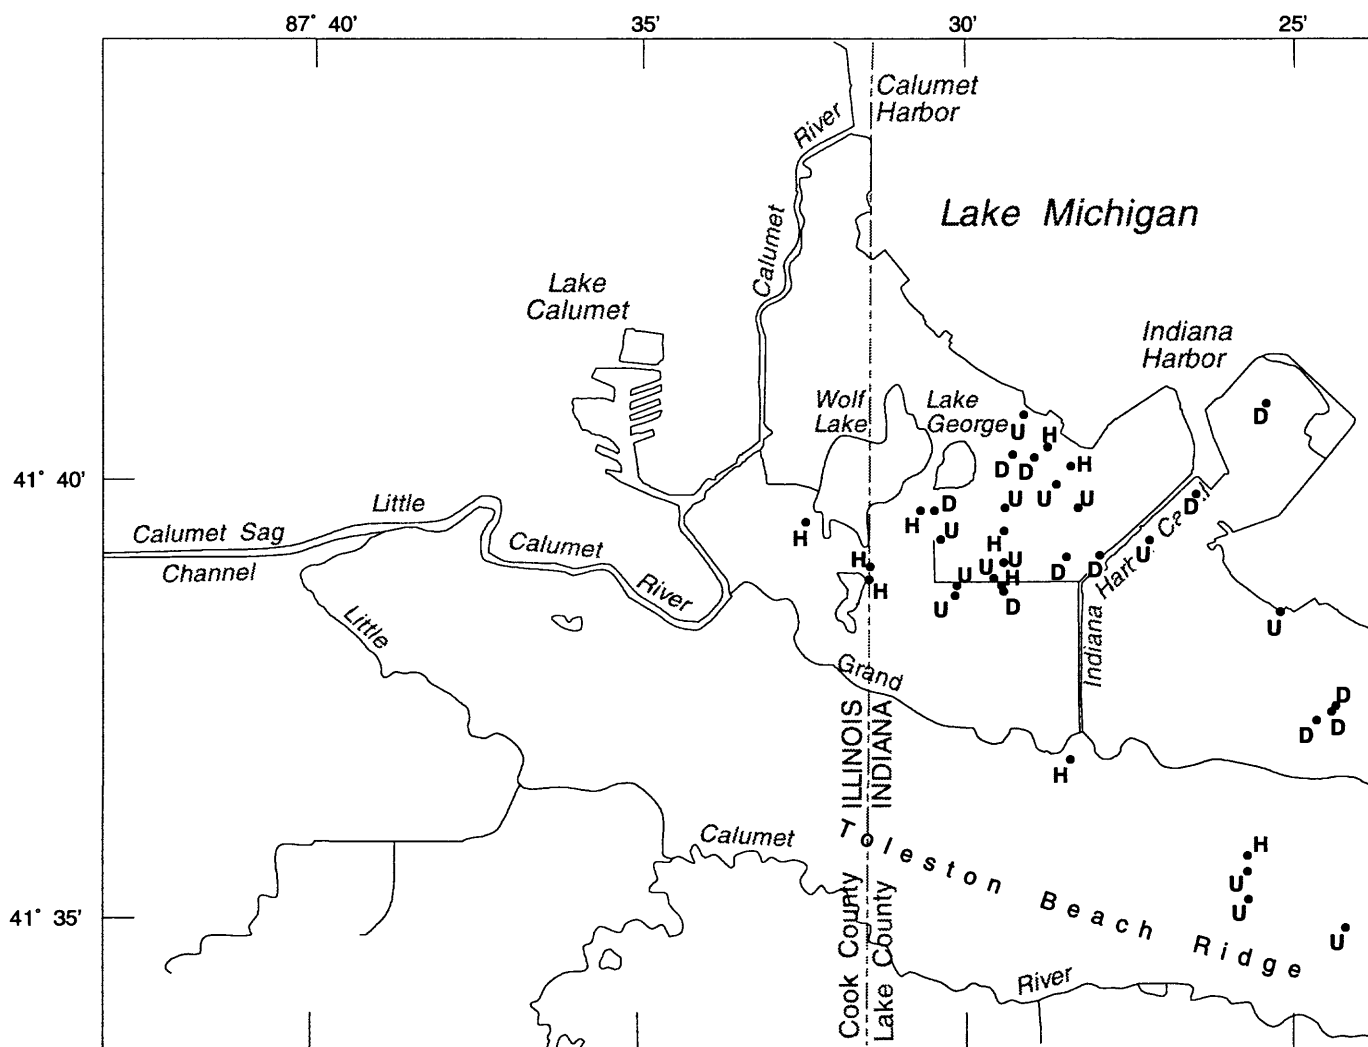 87° 40'
35'
30'
25'
Calumet
Harbor
River
Lake Michigan
Calumet
Lake
Calumet
Indiana
Harbor
Wolf
Lake
Lake
George
D
U
H
D
D
H
41° 40'
Little
U
U
U
D
H
D
U
H
H
U
Calumet Sag
Channel
Calumet
River
H
H
U
U
H
D
D
U
U
D
Harbor
Indiana
Little
U
Grand
D
D
D
ILLINOIS
INDIANA
H
Calumet
Toleston Beach Ridge
H
U
U
U
41° 35'
Cook County
Lake County
River